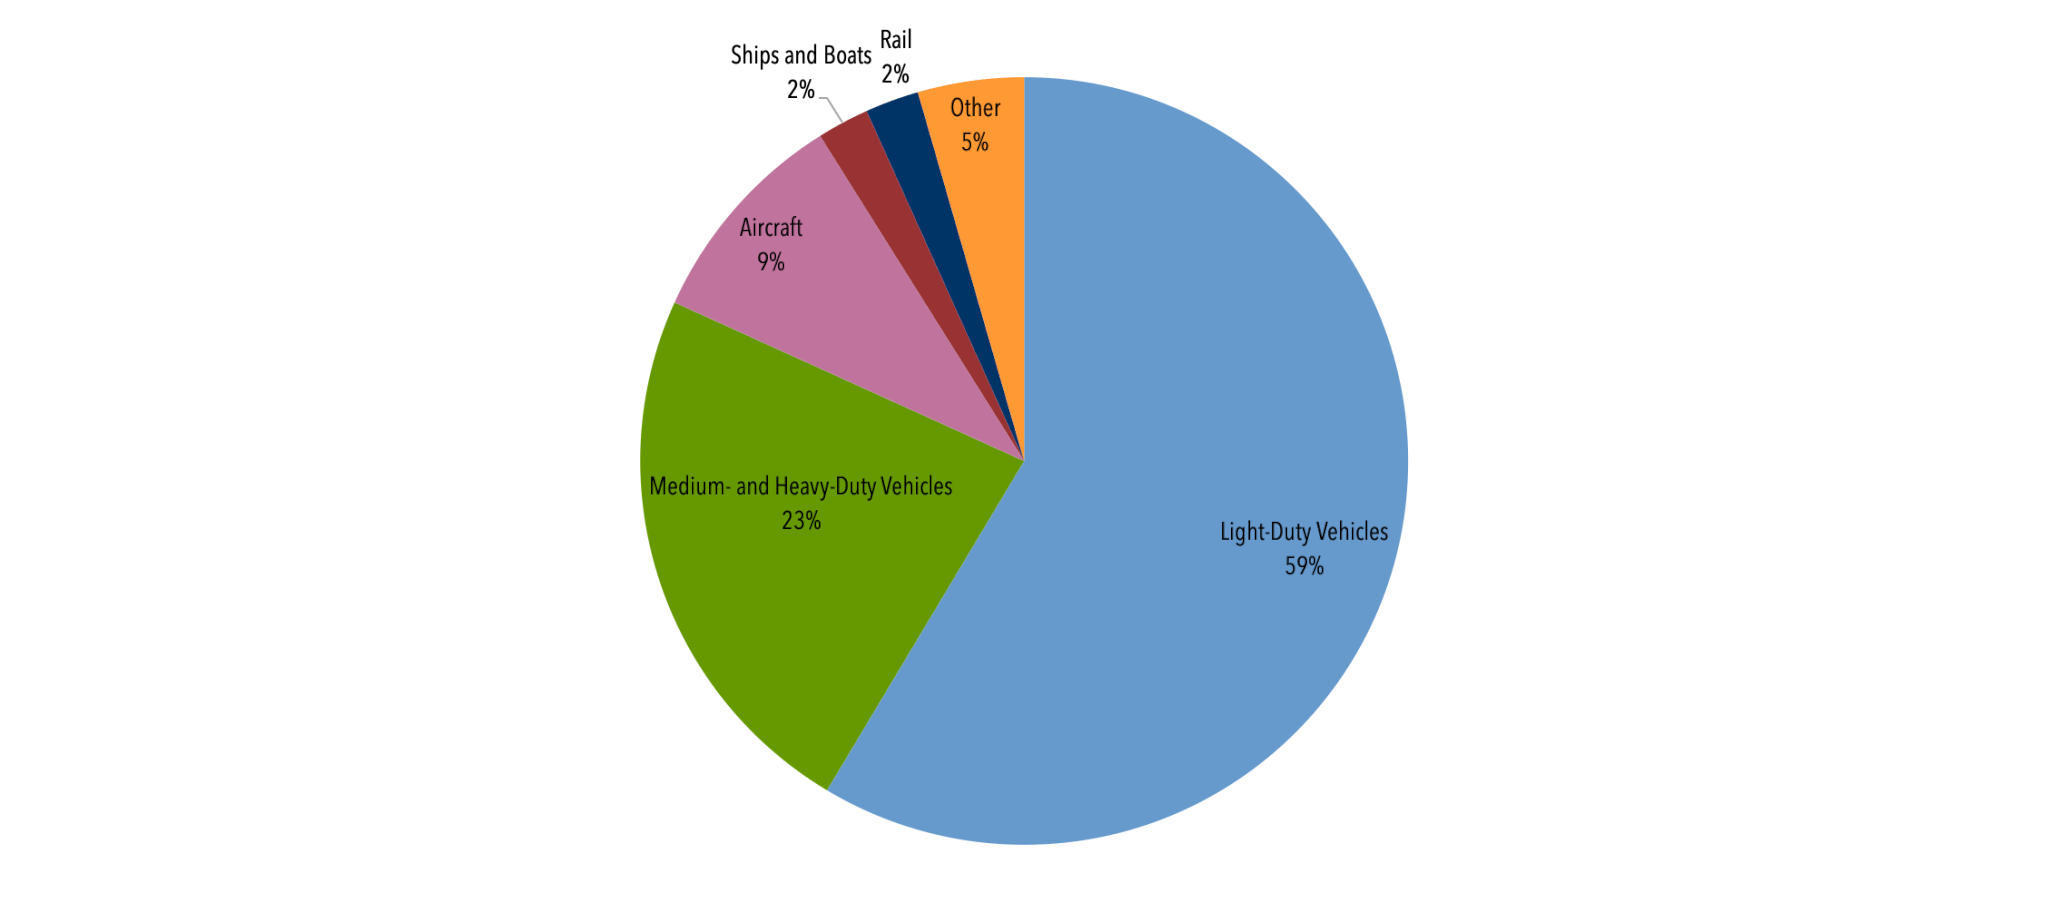 Rail
2%
Ships and Boats
2%
Other
5%
Aircraft
9%
Medium- and Heavy-Duty Vehicles
23%
Light-Duty Vehicles
59%